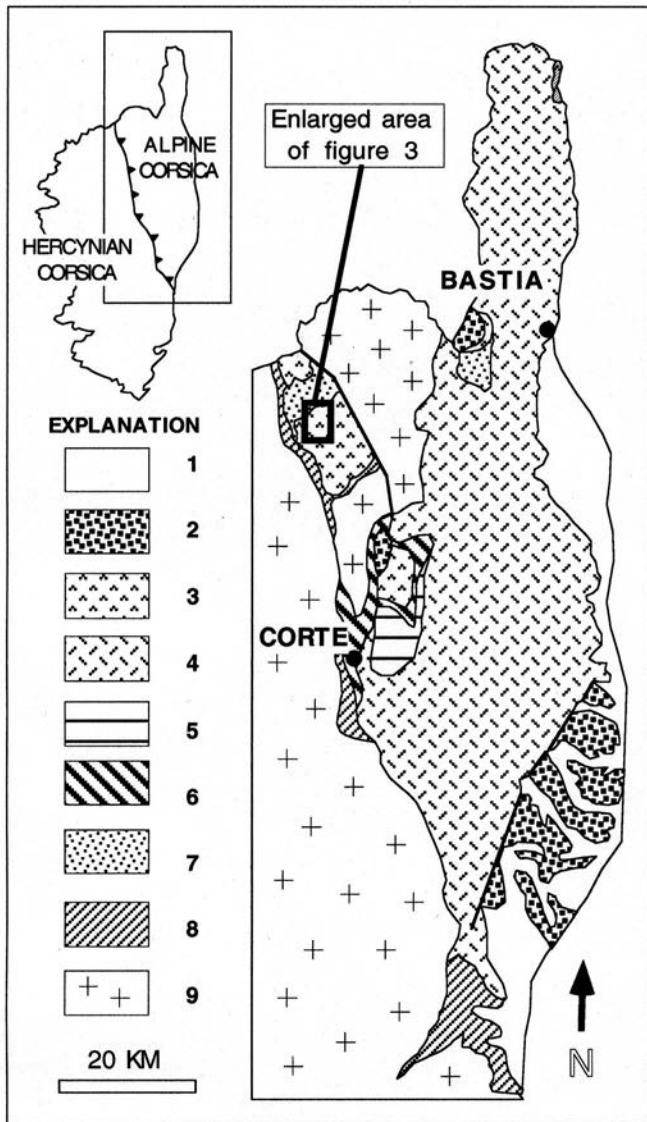 ALPINE
CORSICA
HERCYNIAN
CORSICA
Enlarged area
of figure 3
BASTIA
CORTE
EXPLANATION
1
2
3
4
5
6
7
8
9
20 KM
N